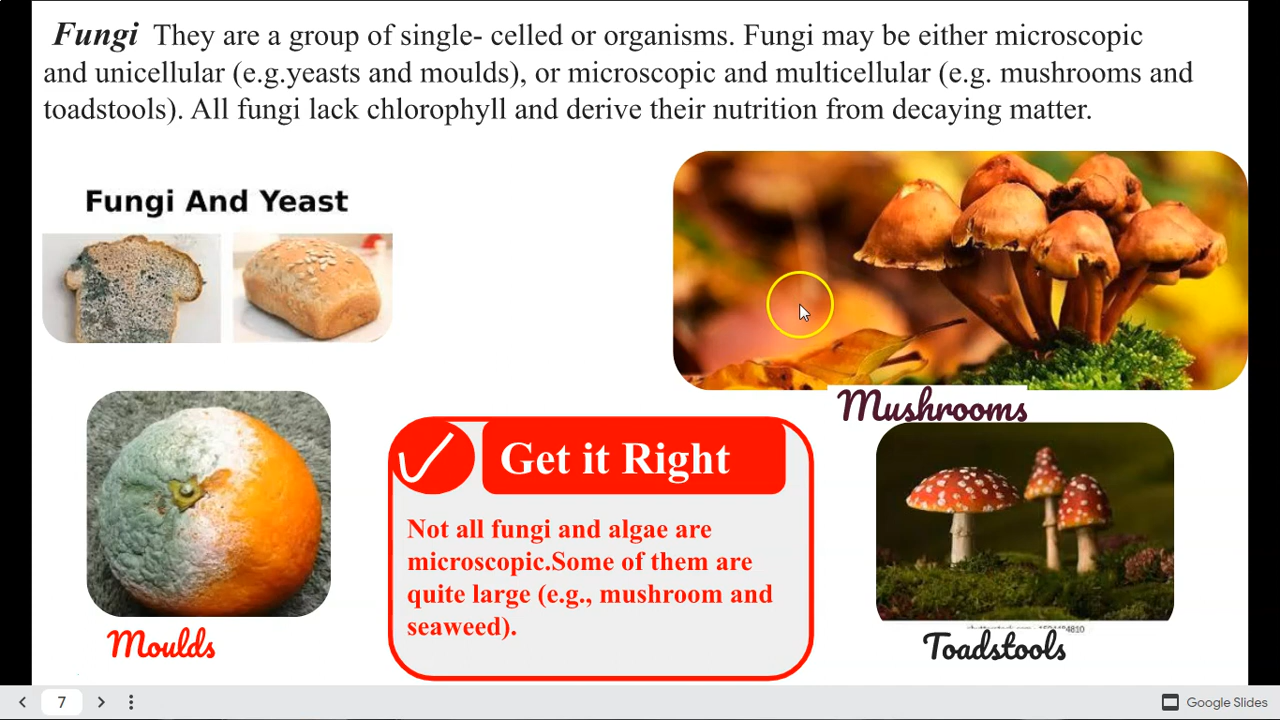 Fungi They are a group of single- celled or organisms. Fungi may be either microscopic
and unicellular (e.g.yeasts and moulds), or microscopic and multicellular (e.g. mushrooms and
toadstools). All fungi lack chlorophyll and derive their nutrition from decaying matter.
Fungi And Yeast
Mushrooms
Get it Right
Not all fungi and algae are
microscopic.Some of them are
quite large (e.g., mushroom and
seaweed).
Moulds
Toadstools
7
Google Slides